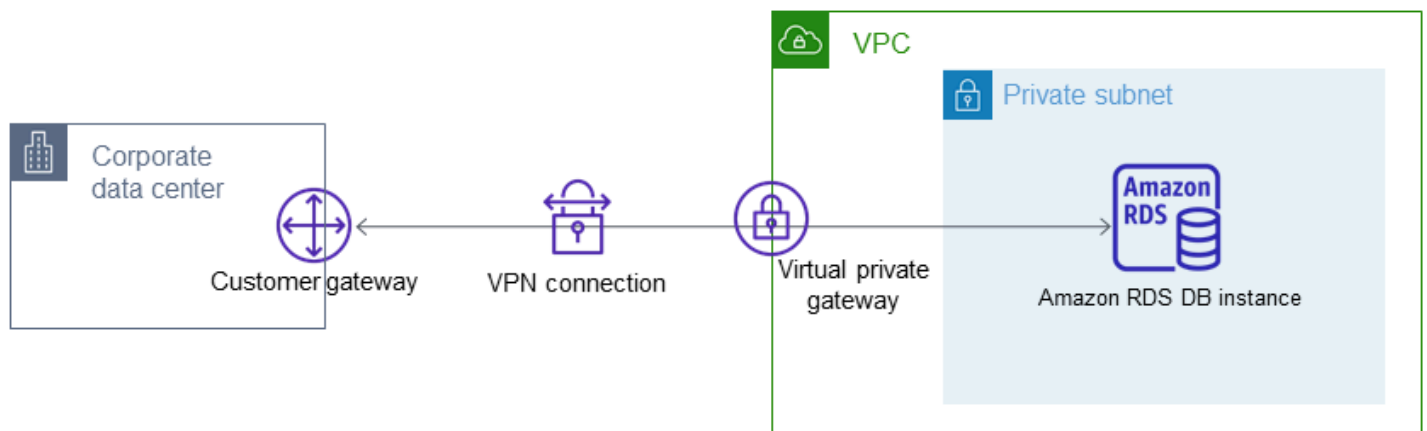 VPC
Private subnet
Corporate
data center
Amazon
RDS
Customer gateway
VPN connection
Virtual private
gateway
Amazon RDS DB instance